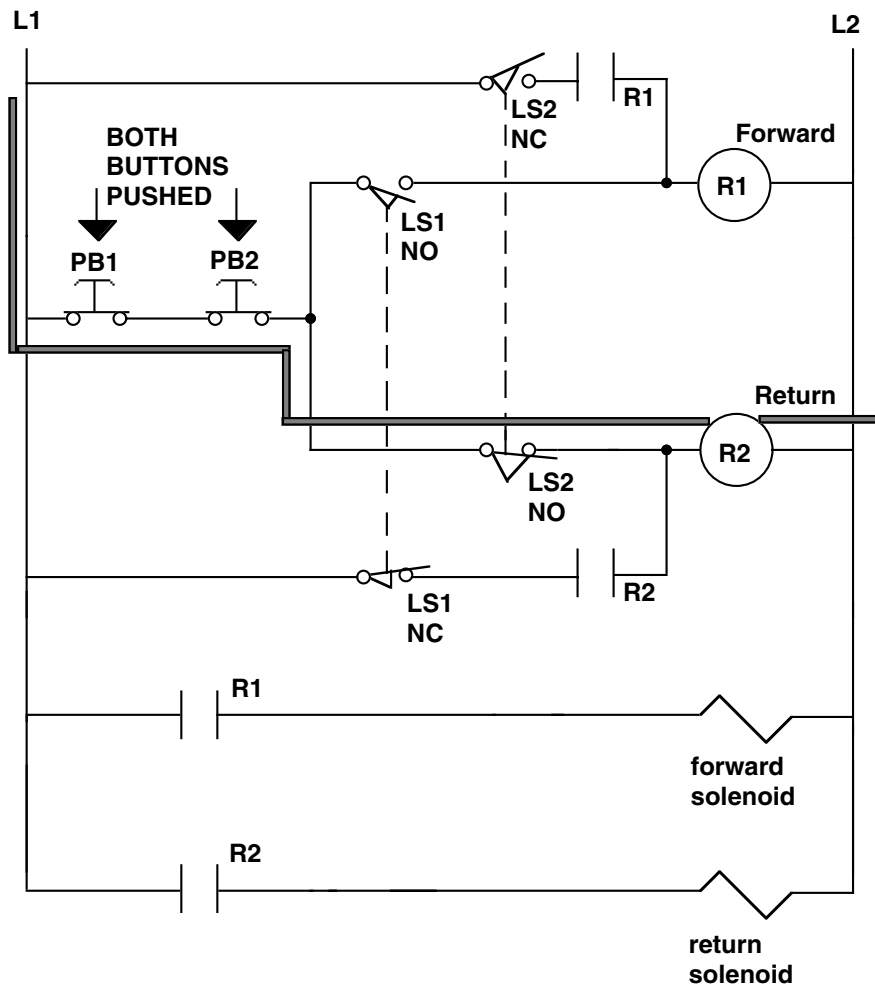 L1
L2
LS2
NC
R1
Forward
R1
BOTH
BUTTONS
PUSHED
LS1
NO
PB1
PB2
Return
R2
LS2
NO
LS1
NC
R2
R1
forward
solenoid
R2
return
solenoid